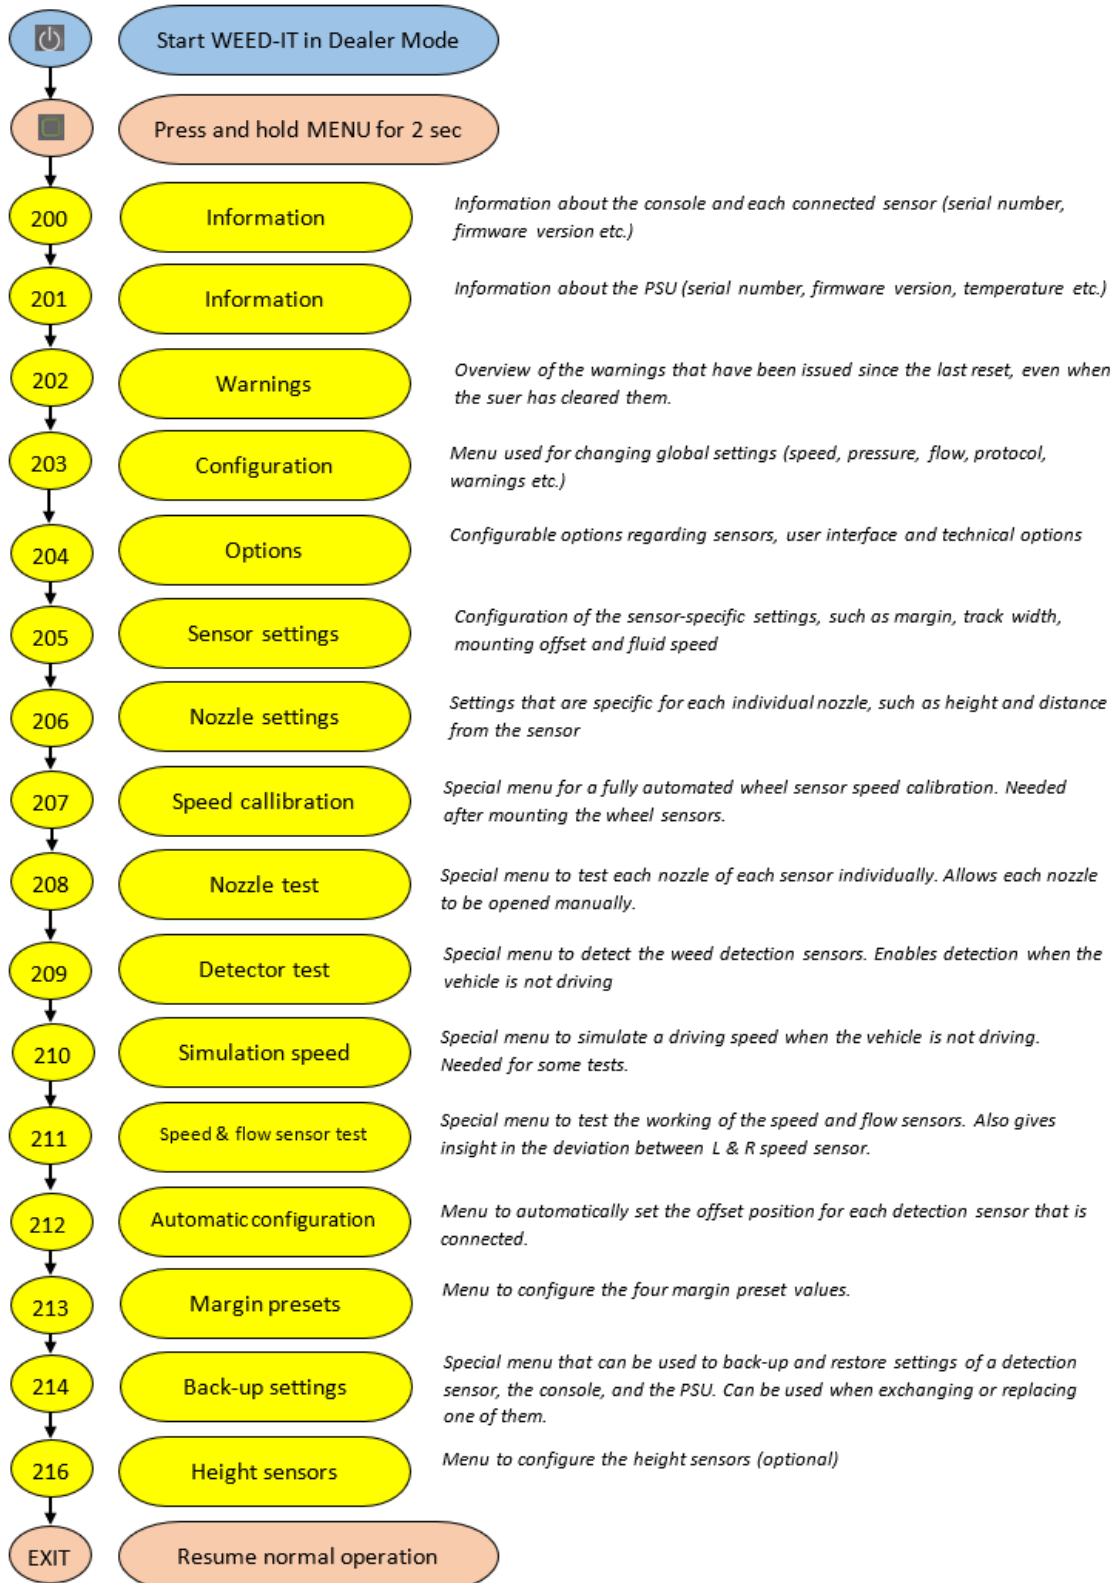 Start WEED-IT in Dealer Mode
Press and hold MENU for 2 sec
200
Information
Information about the console and each connected sensor (serial number,
firmware version etc.)
201
Information
Information about the PSU (serial number, firmware version, temperature etc.)
202
Warnings
Overview of the warnings that have been issued since the last reset, even when
the suer has cleared them.
203
Configuration
Menu used for changing global settings (speed, pressure, flow, protocol,
warnings etc.)
204
Options
Configurable options regarding sensors, user interface and technical options
205
Sensor settings
Configuration of the sensor-specific settings, such as margin, track width,
mounting offset and fluid speed
206
Nozzle settings
Settings that are specific for each individual nozzle, such as height and distance
from the sensor
207
Speed callibration
Special menu for a fully automated wheel sensor speed calibration. Needed
after mounting the wheel sensors.
208
Nozzle test
Special menu to test each nozzle of each sensor individually. Allows each nozzle
to be opened manually.
209
Detector test
Special menu to detect the weed detection sensors. Enables detection when the
vehicle is not driving
210
Simulation speed
Special menu to simulate a driving speed when the vehicle is not driving.
Needed for some tests.
211
Speed & flow sensor test
Special menu to test the working of the speed and flow sensors. Also gives
insight in the deviation between L & R speed sensor.
212
Automatic configuration
Menu to automatically set the offset position for each detection sensor that is
connected.
213
Margin presets
Menu to configure the four margin preset values.
214
Back-up settings
Special menu that can be used to back-up and restore settings of a detection
sensor, the console, and the PSU. Can be used when exchanging or replacing
one of them.
216
Height sensors
Menu to configure the height sensors (optional)
EXIT
Resume normal operation